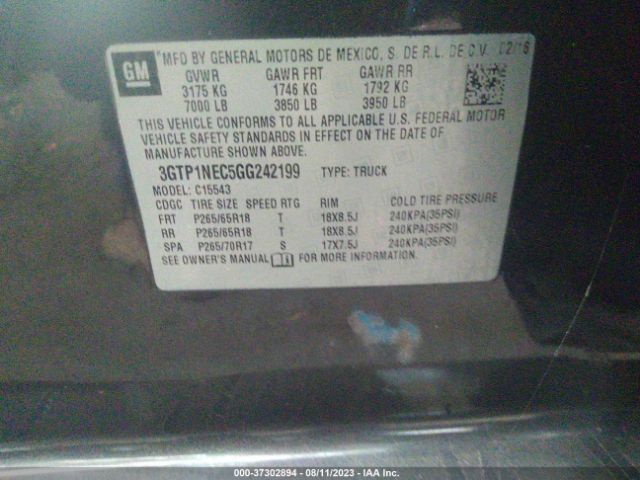 GM
MFD BY GENERAL MOTORS DE MEXICO, S. DE R.L. DE C.V. 02/16
GVWR GAWR FRT GAWR RR
3175 KG 1746 KG 1792 KG
7000 LB 3850 LB 3950 LB
THIS VEHICLE CONFORMS TO ALL APPLICABLE U.S. FEDERAL MOTOR
VEHICLE SAFETY STANDARDS IN EFFECT ON THE DATE OF
MANUFACTURE SHOWN ABOVE.
3GTP1NEC5GG242199 TYPE: TRUCK
MODEL: C15543
CDGC TIRE SIZE SPEED RTG RIM COLD TIRE PRESSURE
FRT P265/65R18 T 18X8.5J 240KPA(35PSI)
RR P265/65R18 T 18X8.5J 240KPA(35PSI)
SPA P265/70R17 S 17X7.5J 240KPA(35PSI)
SEE OWNER'S MANUAL FOR MORE INFORMATION.
000-37302894 - 08/11/2023 - IAA Inc.